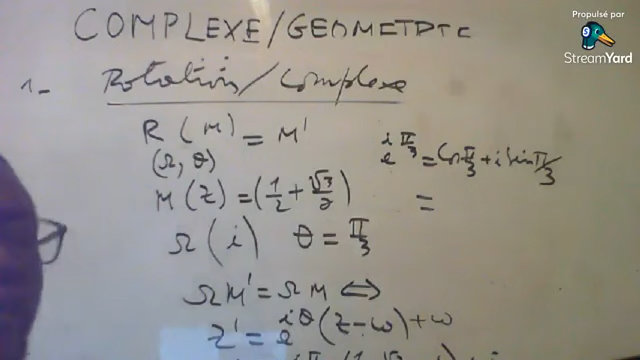 Propulsé par
StreamYard
COMPLEXE/GEOMETRIE
1- Rotation/Complexe
R(M) = M'
(Ω, θ)
e^{iπ/3} = cos π/3 + i sin π/3
M(z) = (1/2 + i√3/2)
=
Ω(i) θ = π/3
ΩM' = ΩM ⟺
z' = e^{iθ}(z-ω)+ω